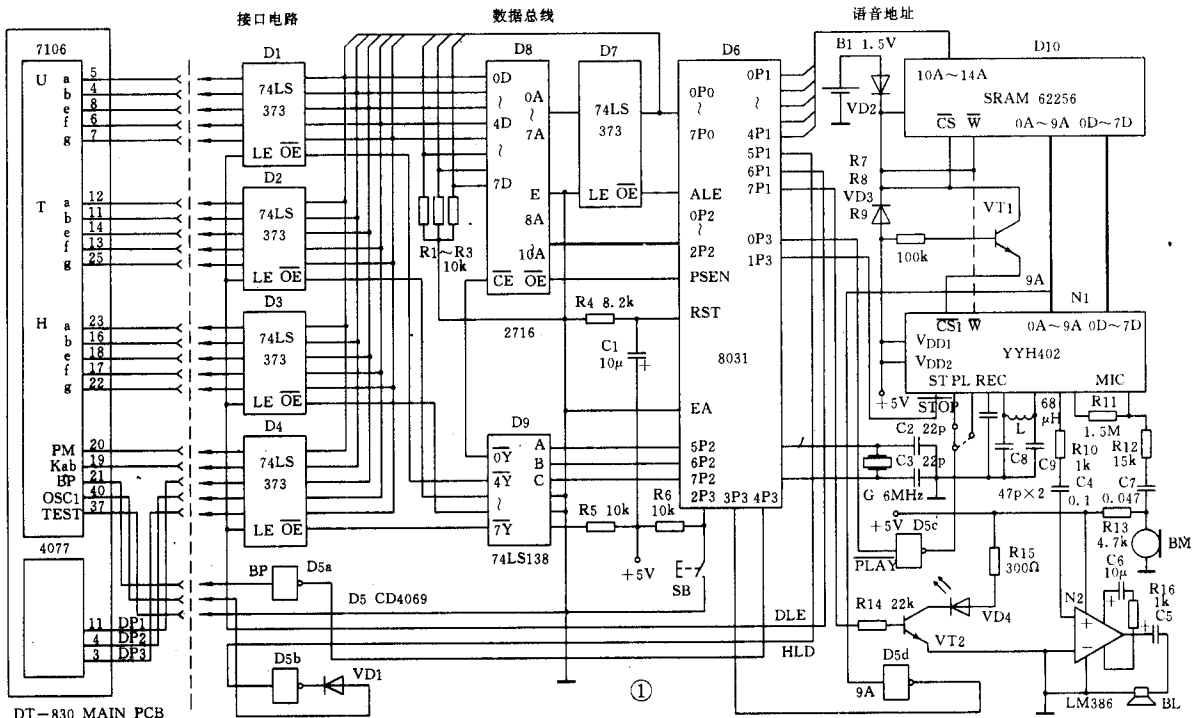 接口电路
数据总线
语音地址
7106
U a 5
b 4
e 8
f 6
g 7
T a 12
b 11
e 14
f 13
g 25
H a 23
b 16
e 18
f 17
g 22
PM 20
Kab 19
BP 21
OSC1 40
TEST 37
4077
11 DP1
4 DP2
3 DP3
DT-830 MAIN PCB
D1
74LS
373
LE OE
D2
74LS
373
LE OE
D3
74LS
373
LE OE
D4
74LS
373
LE OE
BP D5a
D5 CD4069
D5b VD1
R1~R3
10k
D8
0D
~
4D
~
7D
0A
~
7A
E
8A
~
10A
CE OE
2716
D7
74LS
373
LE OE
R4 8.2k
C1
10μ
+
D9
0Y
4Y
~
7Y
A
B
C
74LS138
R5 10k
R6
10k
+5V
SB
D6
0P0
~
7P0
ALE
0P2
~
2P2
PSEN
RST
8031
EA
5P2
6P2
7P2
2P3
3P3 4P3
0P1
~
4P1
5P1
6P1
7P1
0P3
1P3
DLE
HLD
①
B1 1.5V
VD2
R7
R8
VD3
R9
100k
VT1
D10
10A~14A
SRAM 62256
CS W 0A~9A 0D~7D
9A
N1
CS1 W 0A~9A 0D~7D
VDD1
VDD2
YYH402
ST PL REC MIC
+5V
STOP
C2 22p
C3 22p
G 6MHz
L
68
μH
C8
C9
47p×2
R10
1k
C4
0.1
R11
1.5M
R12
15k
C7
0.047
R13
4.7k
BM
+5V
D5c
PLAY
R15
300Ω
R14 22k
VD4
VT2
D5d
9A
N2
+
−
LM386
C6
10μ
+
R16
1k
+
C5
BL